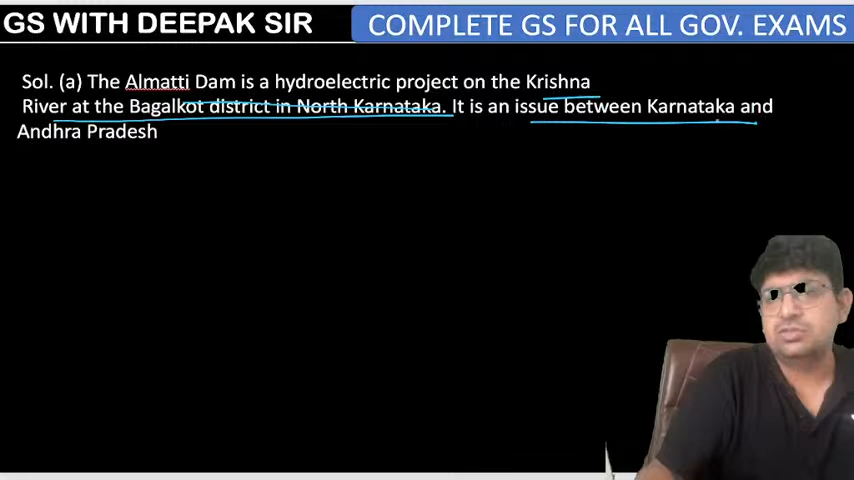 GS WITH DEEPAK SIR
COMPLETE GS FOR ALL GOV. EXAMS
Sol. (a) The Almatti Dam is a hydroelectric project on the Krishna
River at the Bagalkot district in North Karnataka. It is an issue between Karnataka and
Andhra Pradesh